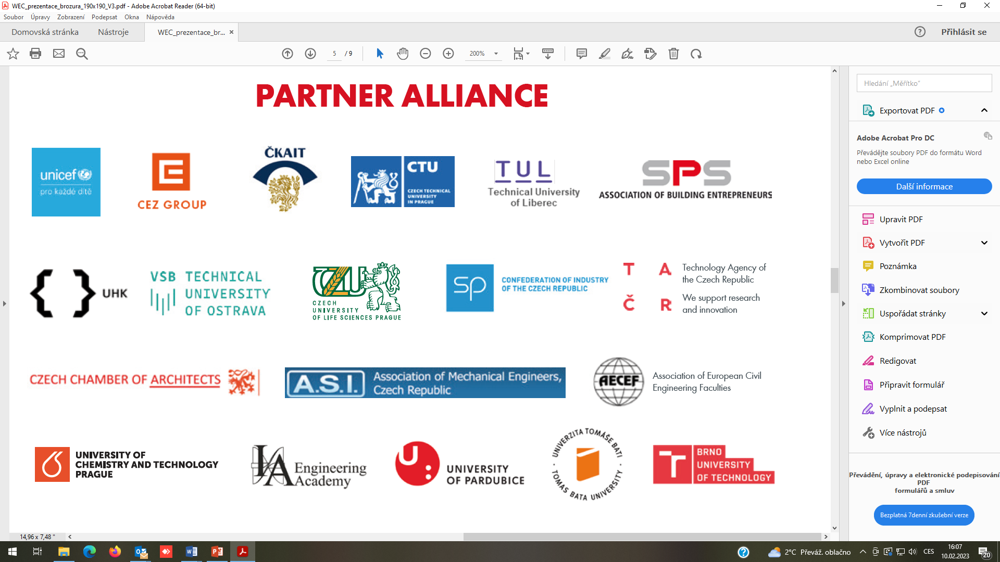 WEC_prezentace_brozura_190x190_V3.pdf - Adobe Acrobat Reader (64-bit)
Soubor Úpravy Zobrazení Podepsat Okna Nápověda
Domovská stránka Nástroje WEC_prezentace_br... × Přihlásit se
5 / 9 200%
PARTNER ALLIANCE
unicef
pro každé dítě
CEZ GROUP
ČKAIT
CTU
CZECH TECHNICAL
UNIVERSITY
IN PRAGUE
TUL
Technical University
of Liberec
SPS
ASSOCIATION OF BUILDING ENTREPRENEURS
UHK
VSB TECHNICAL
UNIVERSITY
OF OSTRAVA
CZU
CZECH
UNIVERSITY
OF LIFE SCIENCES PRAGUE
sp
CONFEDERATION OF INDUSTRY
OF THE CZECH REPUBLIC
T A
Č R
Technology Agency of
the Czech Republic
We support research
and innovation
CZECH CHAMBER OF ARCHITECTS
A.S.I.
Association of Mechanical Engineers,
Czech Republic
AECEF
Association of European Civil
Engineering Faculties
UNIVERSITY OF
CHEMISTRY AND TECHNOLOGY
PRAGUE
IA Engineering
Academy
U:
UNIVERSITY
OF PARDUBICE
UNIVERZITA TOMÁŠE BATI
TOMAS BATA UNIVERSITY
T
BRNO
UNIVERSITY
OF TECHNOLOGY
14,96 x 7,48 "
Hledání „Měřítko“
Exportovat PDF
Adobe Acrobat Pro DC
Převádějte soubory PDF do formátu Word
nebo Excel online
Další informace
Upravit PDF
Vytvořit PDF
Poznámka
Zkombinovat soubory
Uspořádat stránky
Komprimovat PDF
Redigovat
Připravit formulář
Vyplnit a podepsat
Více nástrojů
Převádění, úpravy a elektronické podepisování
PDF
formulářů a smluv
Bezplatná 7denní zkušební verze
2°C Převáž. oblačno CES
16:07
10.02.2023
20